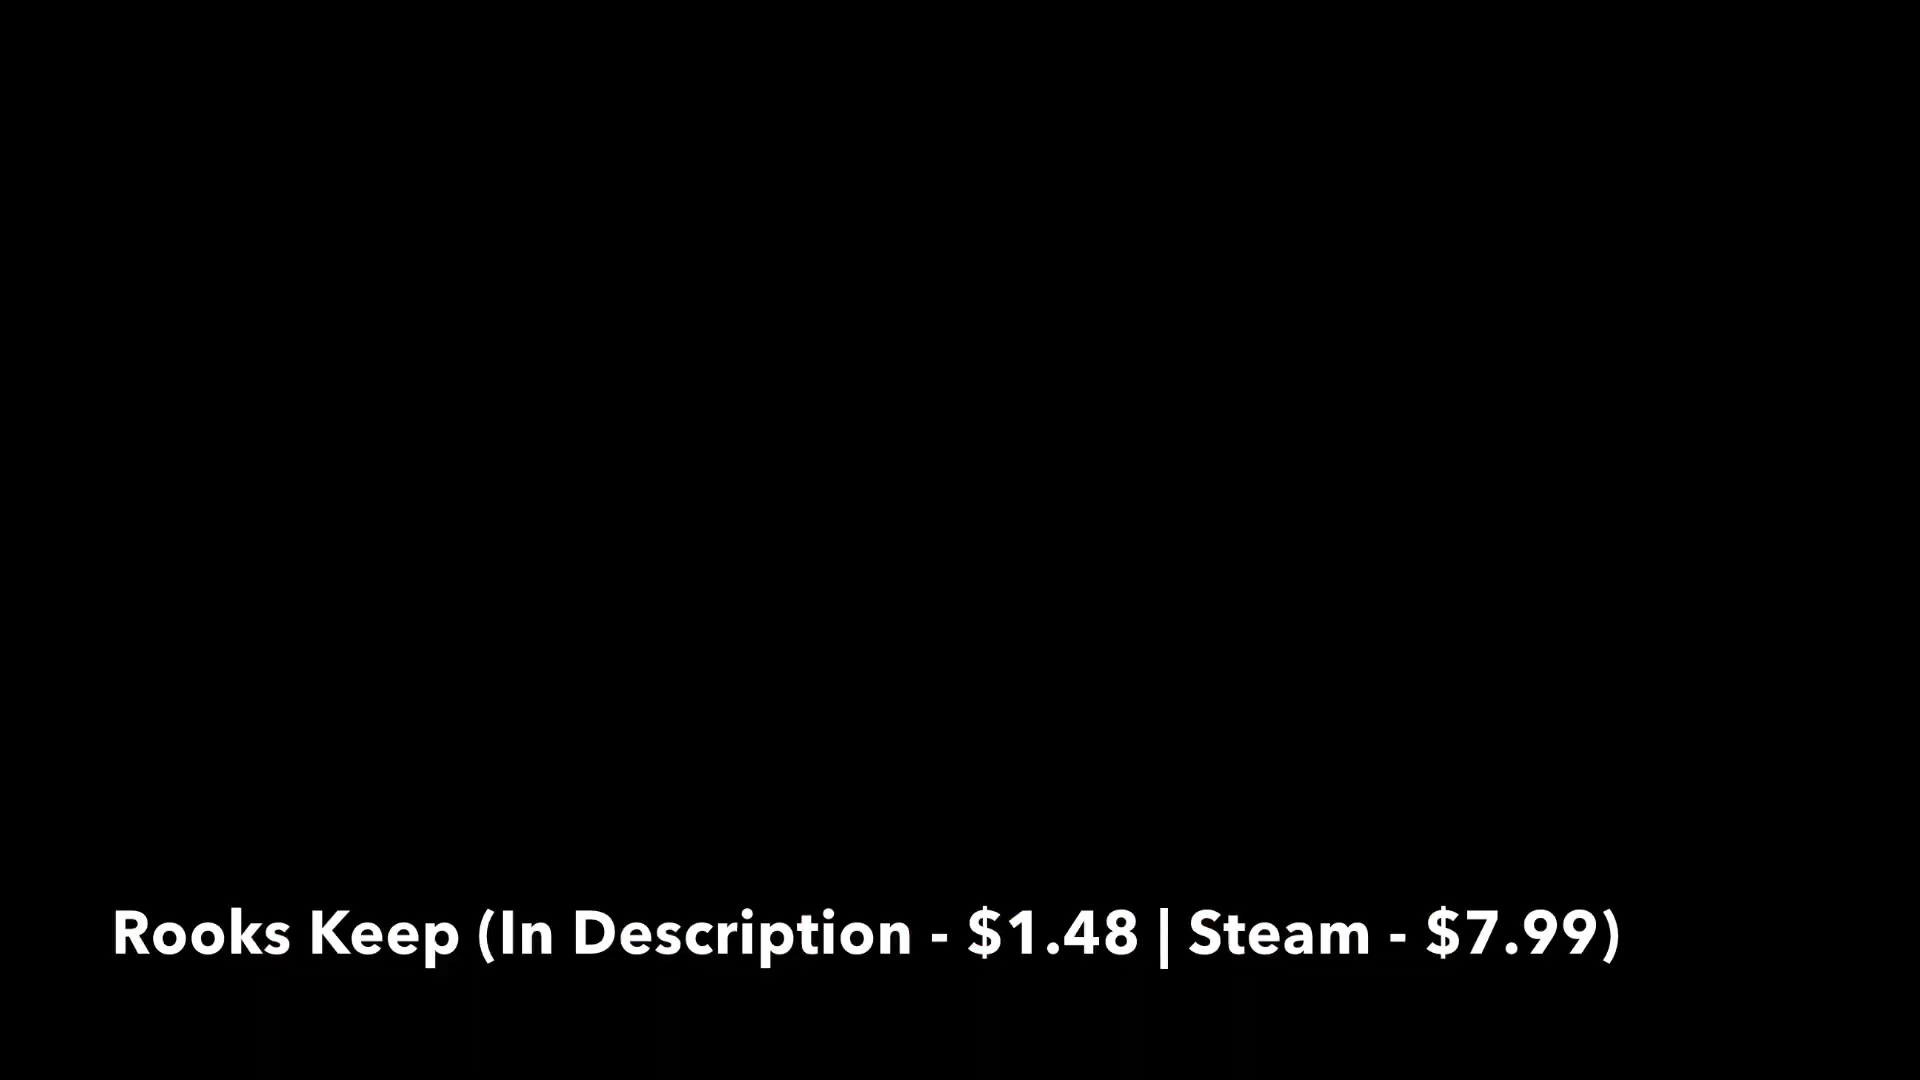 Rooks Keep (In Description - $1.48 | Steam - $7.99)